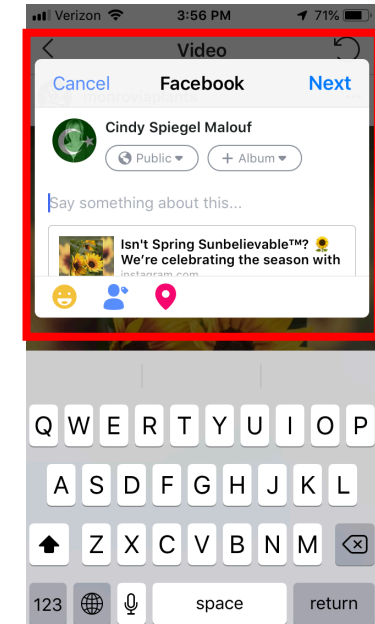 Verizon 3:56 PM 71%
Video
Cancel Facebook Next
Cindy Spiegel Malouf
Public + Album
Say something about this...
Isn't Spring Sunbelievable™? 🌻
We're celebrating the season with
instagram.com
Q W E R T Y U I O P
A S D F G H J K L
Z X C V B N M
123 space return